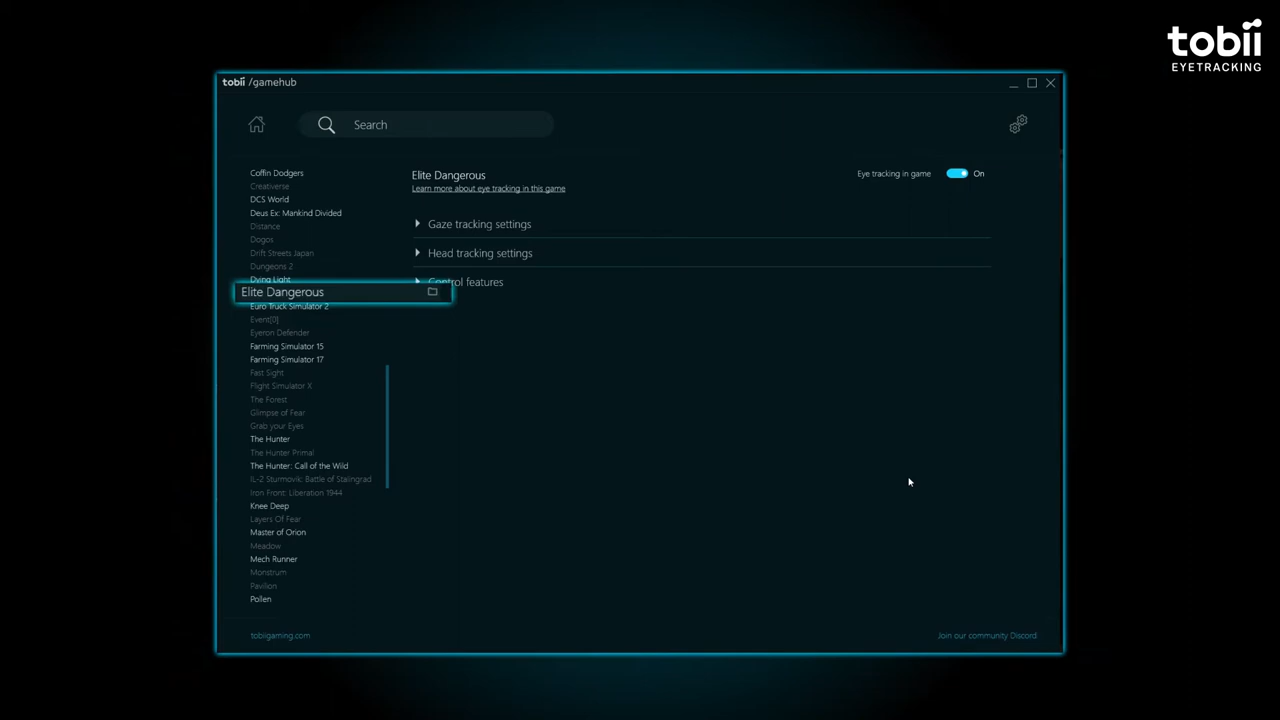 tobii
EYETRACKING
tobii /gamehub
Search
Coffin Dodgers
Creativerse
DCS World
Deus Ex: Mankind Divided
Distance
Dogos
Drift Streets Japan
Dungeons 2
Dying Light
Elite Dangerous
Euro Truck Simulator 2
Event[0]
Eyeron Defender
Farming Simulator 15
Farming Simulator 17
Fast Sight
Flight Simulator X
The Forest
Glimpse of Fear
Grab your Eyes
The Hunter
The Hunter Primal
The Hunter: Call of the Wild
IL-2 Sturmovik: Battle of Stalingrad
Iron Front: Liberation 1944
Knee Deep
Layers Of Fear
Master of Orion
Meadow
Mech Runner
Monstrum
Pavilion
Pollen
Elite Dangerous
Learn more about eye tracking in this game
Eye tracking in game On
Gaze tracking settings
Head tracking settings
Control features
tobiigaming.com
Join our community Discord